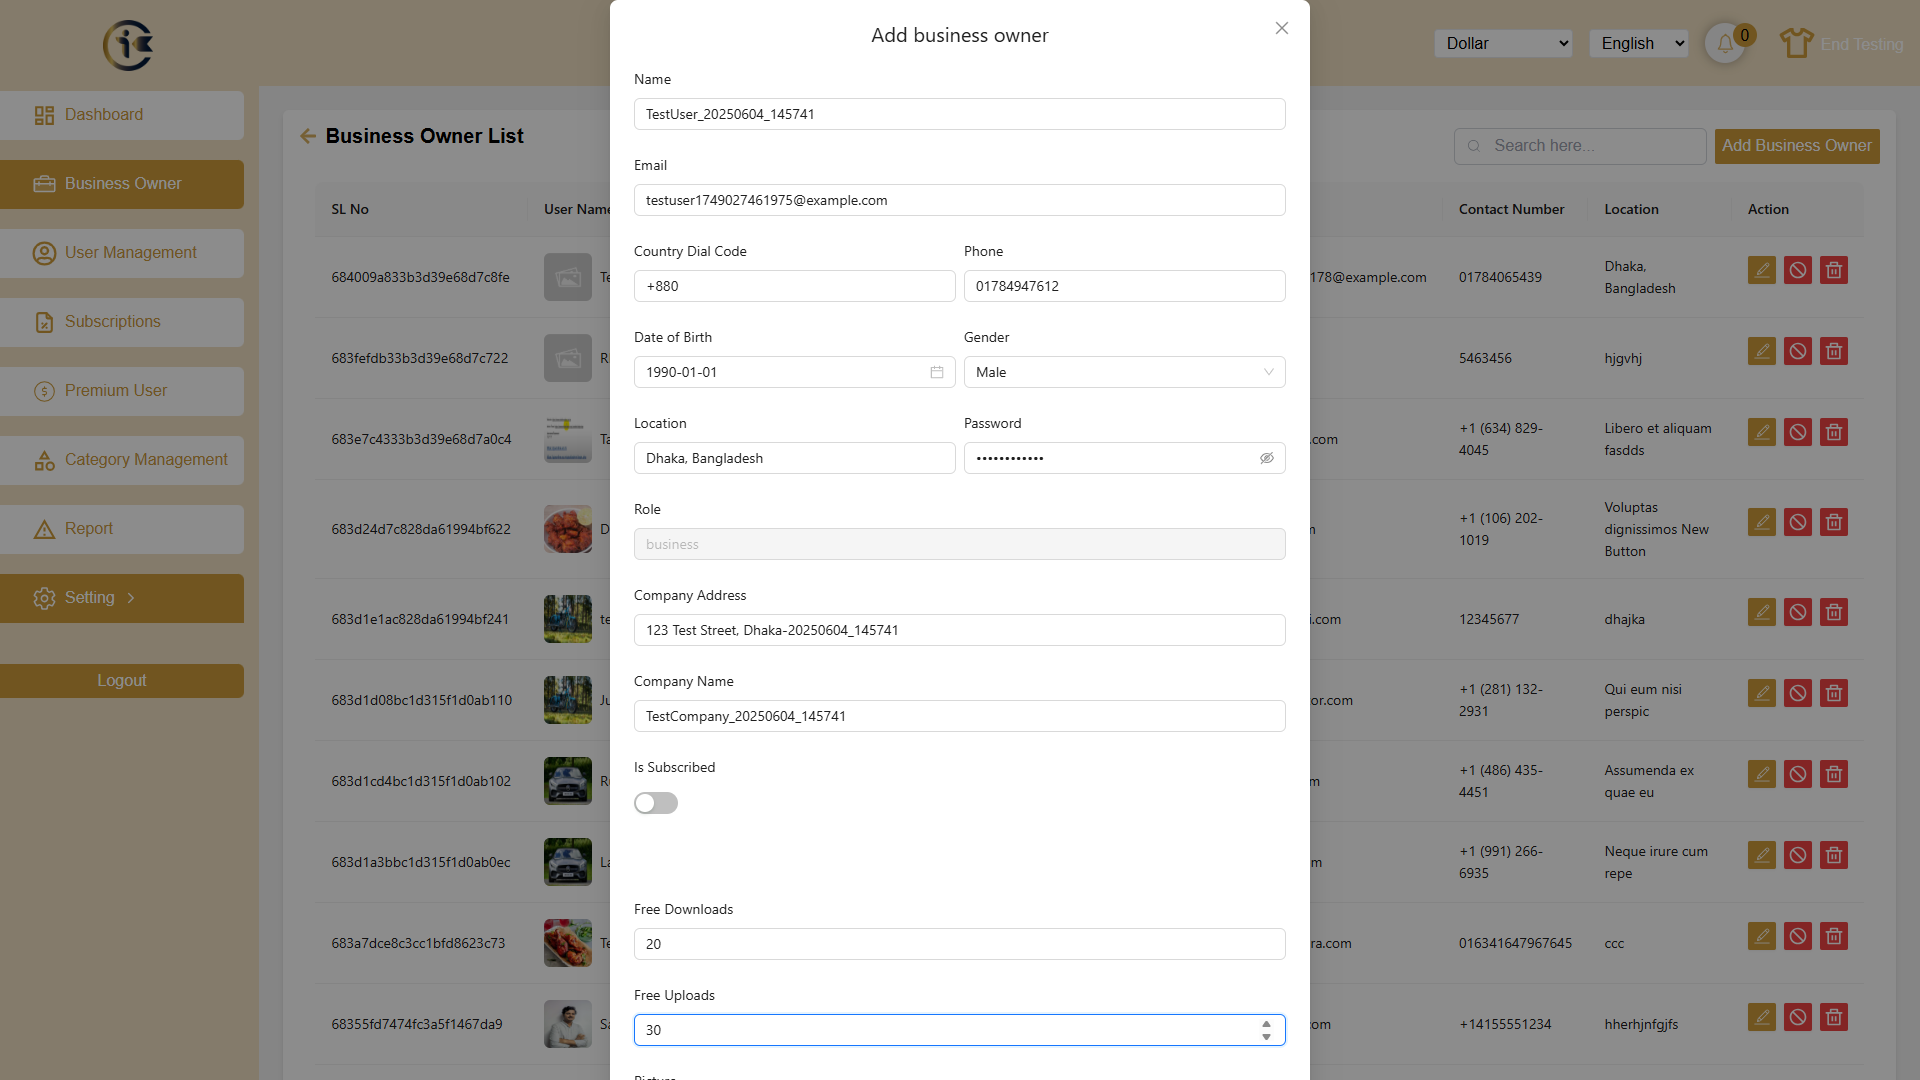 Add business owner
Dollar
English
0
End Testing
Dashboard
Business Owner
User Management
Subscriptions
Premium User
Category Management
Report
Setting
Logout
Business Owner List
Search here...
Add Business Owner
SL No
User Name
Contact Number
Location
Action
684009a833b3d39e68d7c8fe
Te
178@example.com
01784065439
Dhaka,
Bangladesh
683fefdb33b3d39e68d7c722
R
5463456
hjgvhj
683e7c4333b3d39e68d7a0c4
Ta
.com
+1 (634) 829-
4045
Libero et aliquam
fasdds
683d24d7c828da61994bf622
D
+1 (106) 202-
1019
Voluptas
dignissimos New
Button
683d1e1ac828da61994bf241
te
i.com
12345677
dhajka
683d1d08bc1d315f1d0ab110
Ju
or.com
+1 (281) 132-
2931
Qui eum nisi
perspic
683d1cd4bc1d315f1d0ab102
+1 (486) 435-
4451
Assumenda ex
quae eu
683d1a3bbc1d315f1d0ab0ec
La
+1 (991) 266-
6935
Neque irure cum
repe
683a7dce8c3cc1bfd8623c73
Te
ra.com
016341647967645
ccc
68355fd7474fc3a5f1467da9
Sa
com
+14155551234
hherhjnfgjfs
Name
TestUser_20250604_145741
Email
testuser1749027461975@example.com
Country Dial Code
Phone
+880
01784947612
Date of Birth
Gender
1990-01-01
Male
Location
Password
Dhaka, Bangladesh
••••••••••••
Role
business
Company Address
123 Test Street, Dhaka-20250604_145741
Company Name
TestCompany_20250604_145741
Is Subscribed
Free Downloads
20
Free Uploads
30